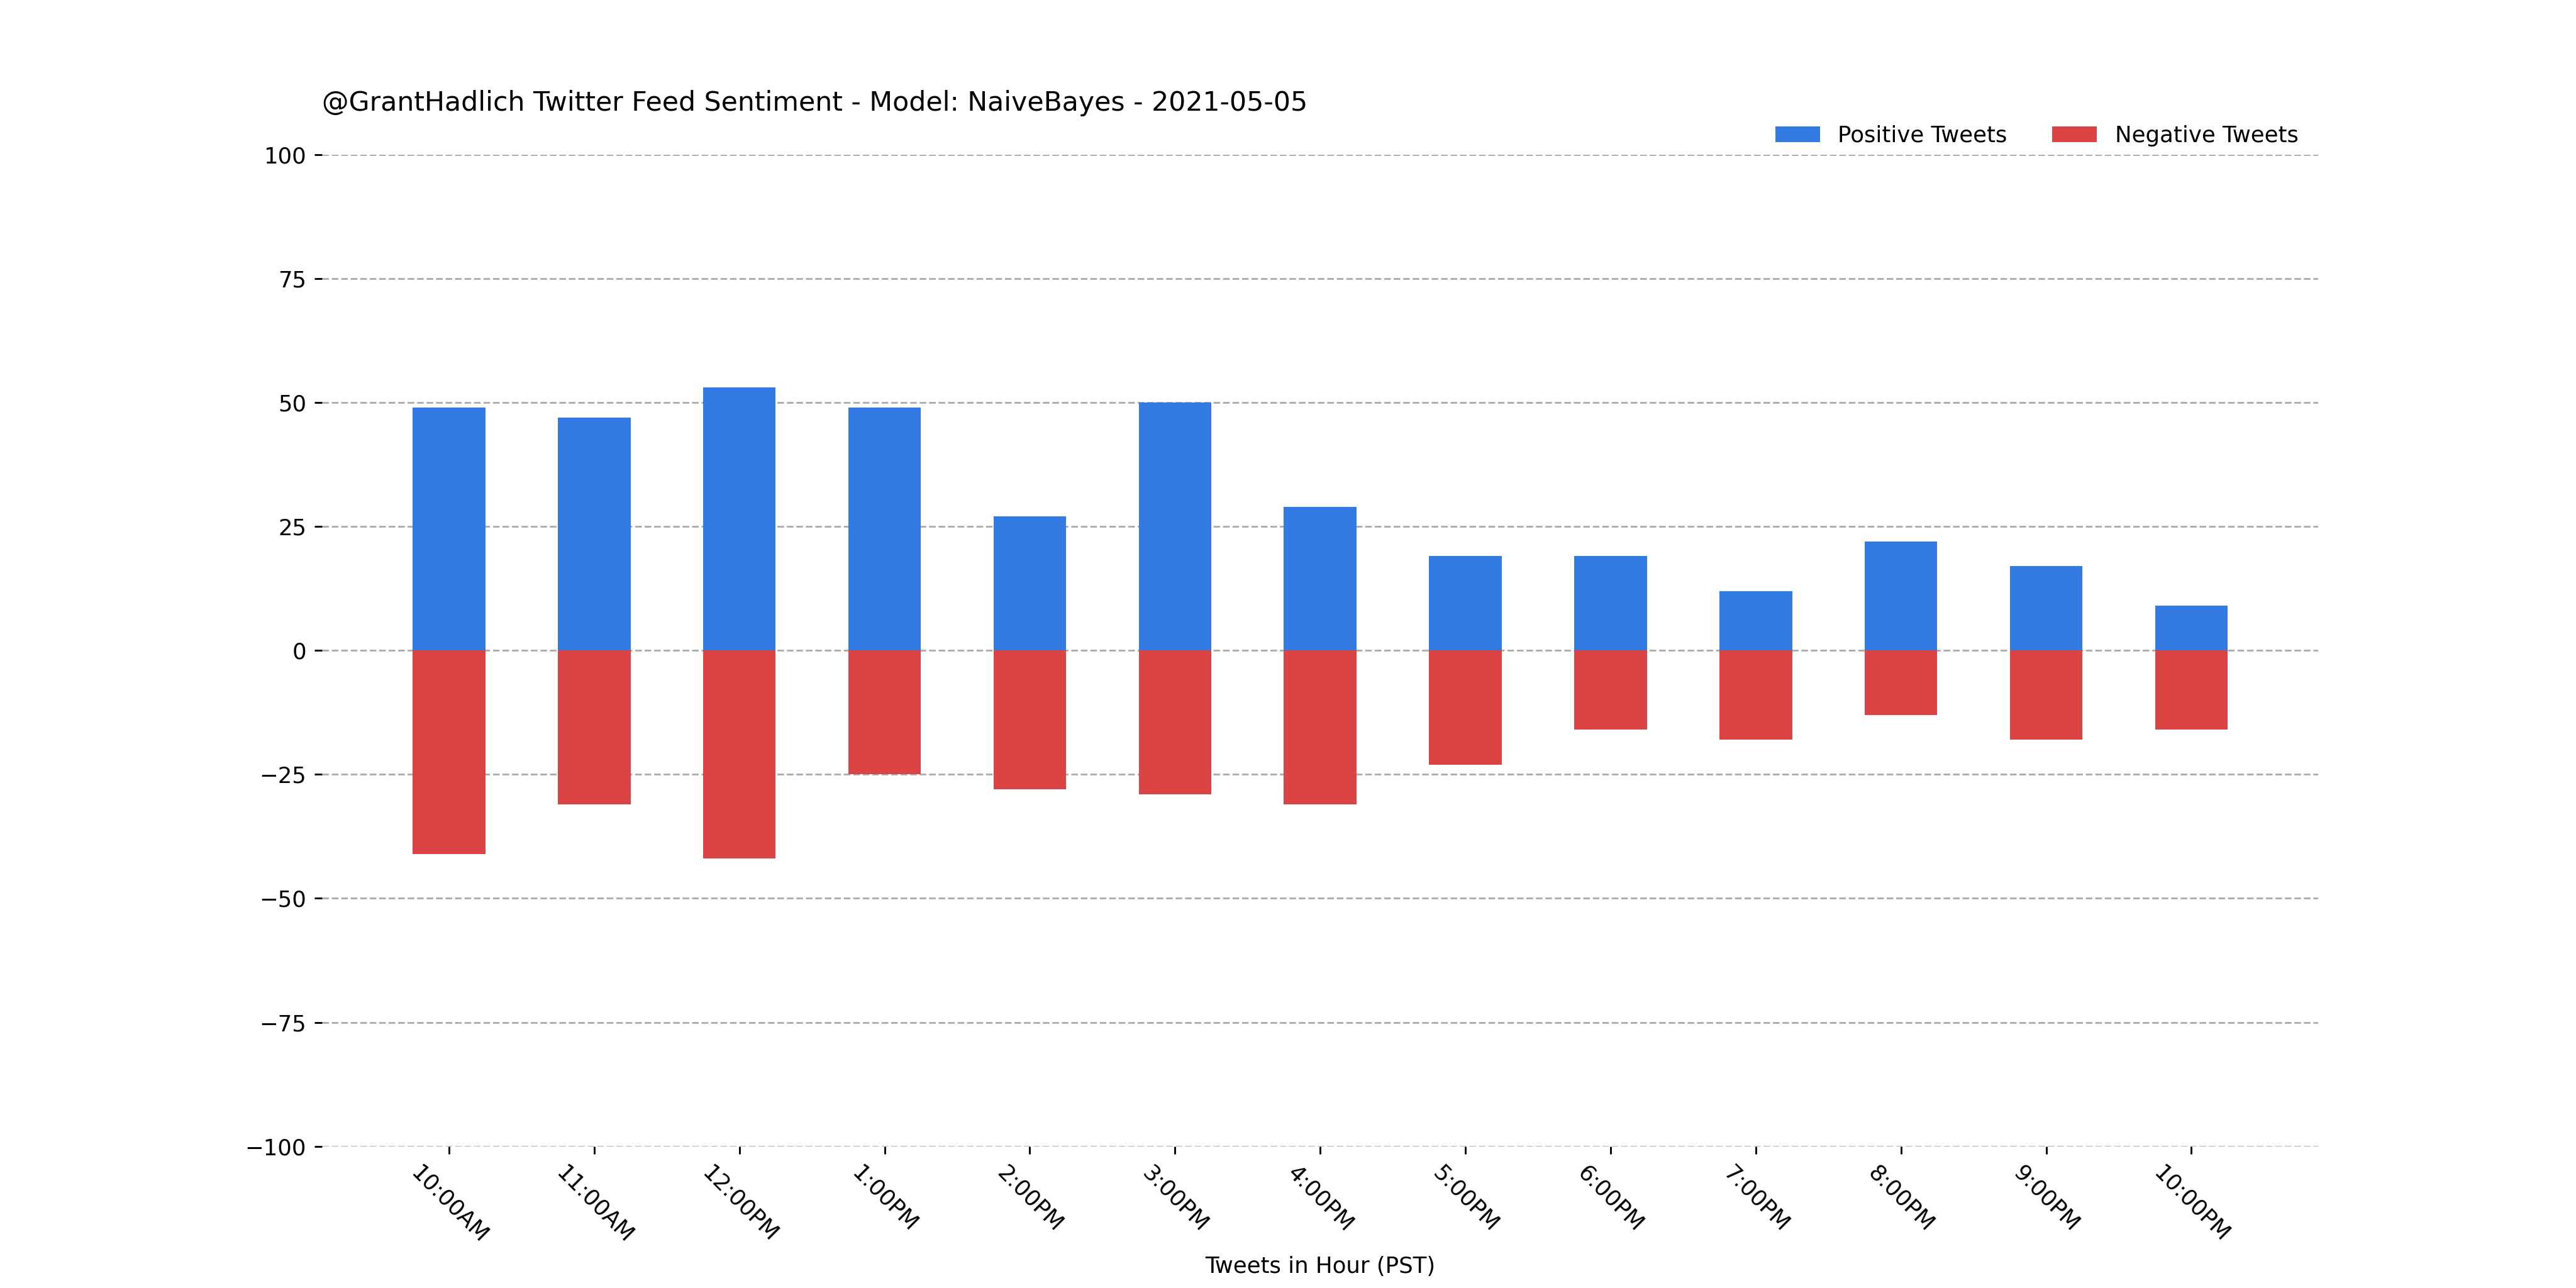 @GrantHadlich Twitter Feed Sentiment - Model: NaiveBayes - 2021-05-05
Positive Tweets Negative Tweets
100
75
50
25
0
−25
−50
−75
−100
10:00AM 11:00AM 12:00PM 1:00PM 2:00PM 3:00PM 4:00PM 5:00PM 6:00PM 7:00PM 8:00PM 9:00PM 10:00PM
Tweets in Hour (PST)